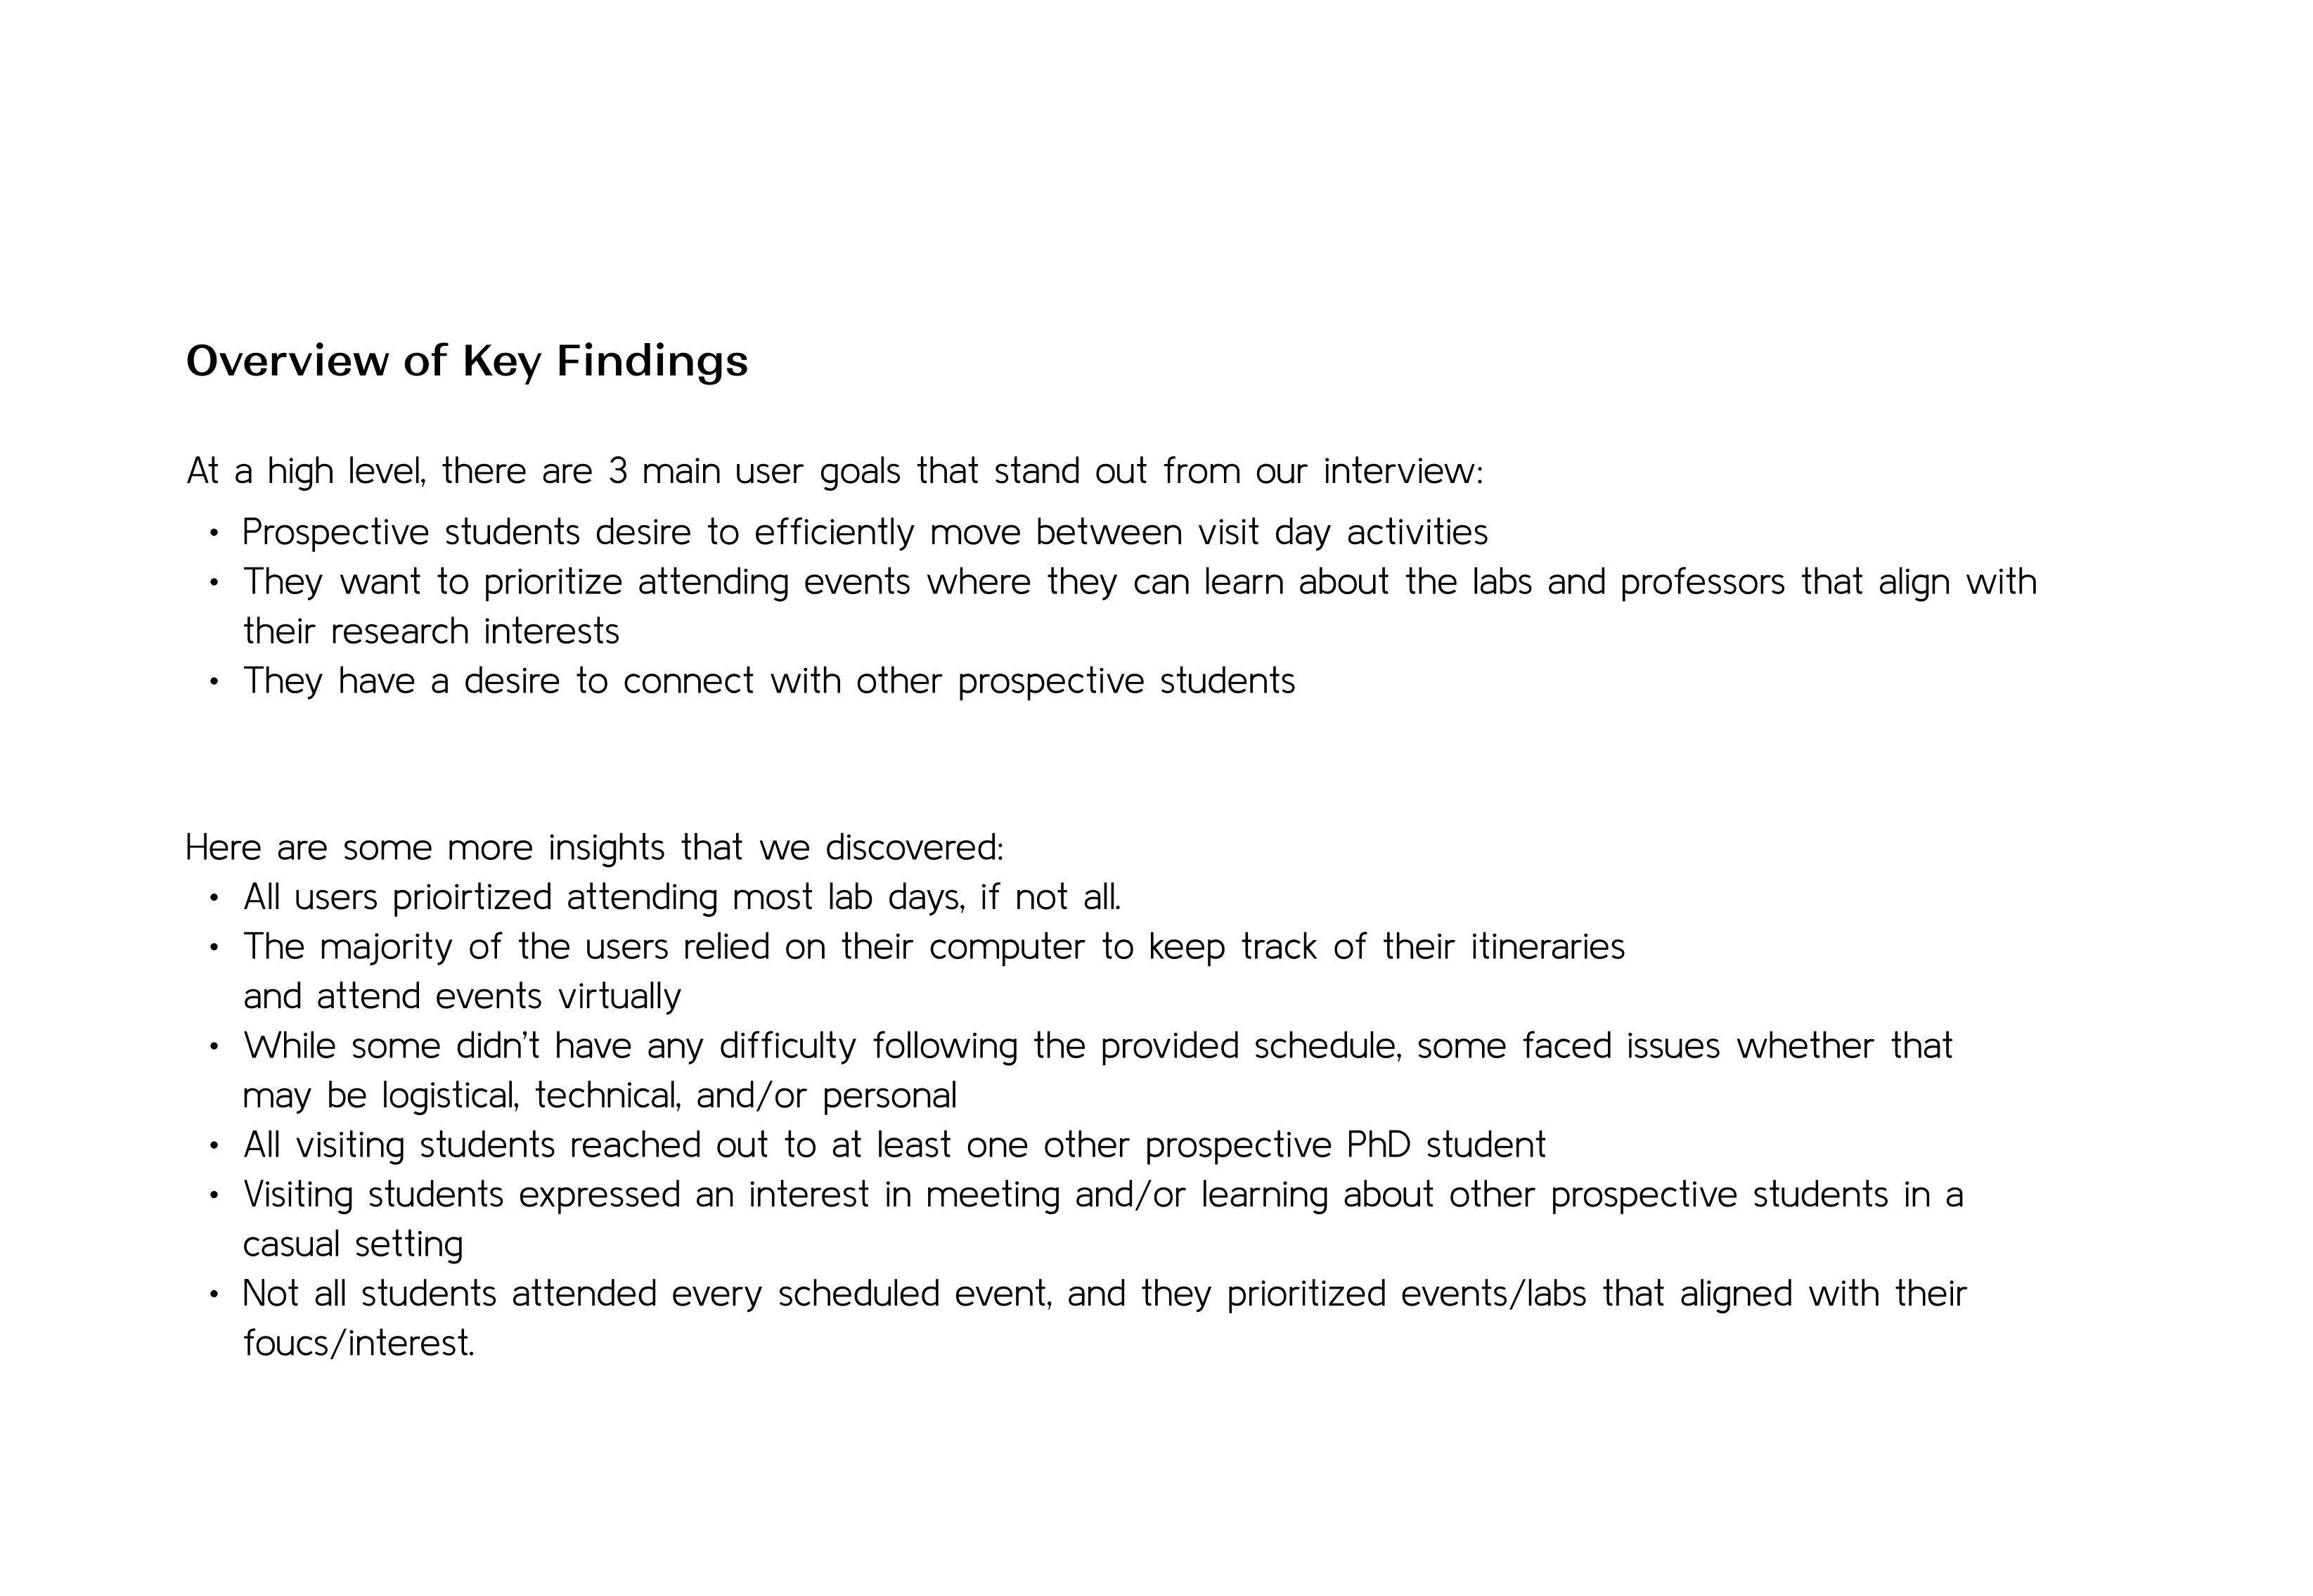 Overview of Key Findings
At a high level, there are 3 main user goals that stand out from our interview:
• Prospective students desire to efficiently move between visit day activities
• They want to prioritize attending events where they can learn about the labs and professors that align with
their research interests
• They have a desire to connect with other prospective students
Here are some more insights that we discovered:
• All users prioirtized attending most lab days, if not all.
• The majority of the users relied on their computer to keep track of their itineraries
and attend events virtually
• While some didn't have any difficulty following the provided schedule, some faced issues whether that
may be logistical, technical, and/or personal
• All visiting students reached out to at least one other prospective PhD student
• Visiting students expressed an interest in meeting and/or learning about other prospective students in a
casual setting
• Not all students attended every scheduled event, and they prioritized events/labs that aligned with their
foucs/interest.